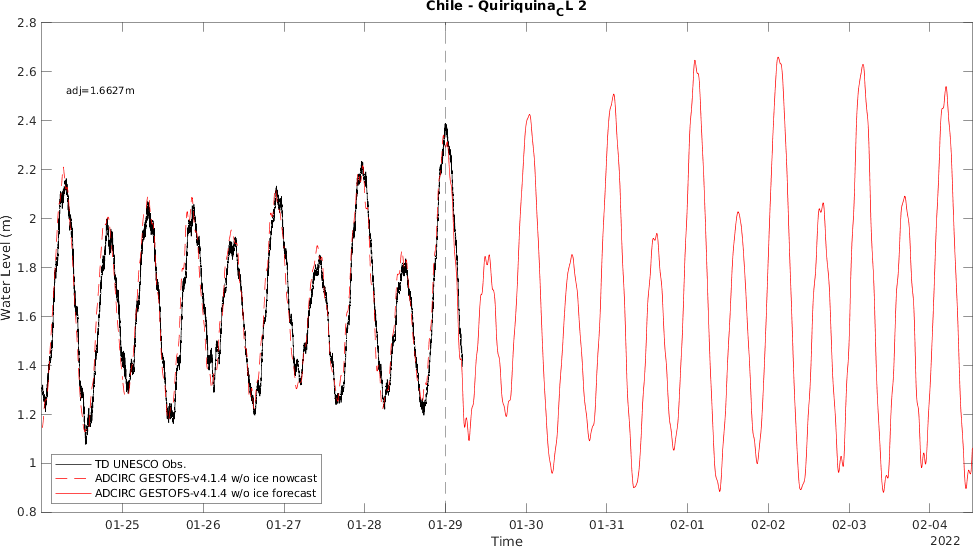 Chile - Quiriquina_CL 2
2.8
2.6
2.4
2.2
2
1.8
1.6
1.4
1.2
1
0.8
Water Level (m)
adj=1.6627m
TD UNESCO Obs.
ADCIRC GESTOFS-v4.1.4 w/o ice nowcast
ADCIRC GESTOFS-v4.1.4 w/o ice forecast
01-25 01-26 01-27 01-28 01-29 01-30 01-31 02-01 02-02 02-03 02-04
Time
2022